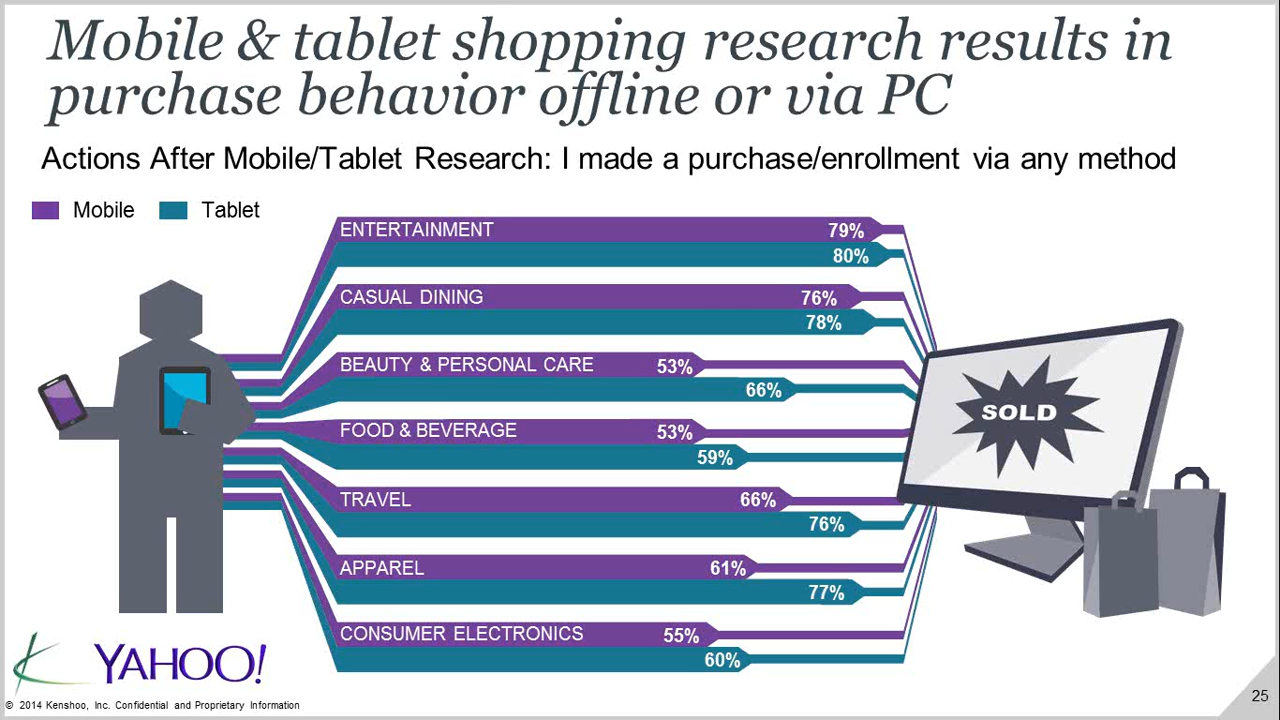 Mobile & tablet shopping research results in
purchase behavior offline or via PC
Actions After Mobile/Tablet Research: I made a purchase/enrollment via any method
Mobile Tablet
ENTERTAINMENT 79%
80%
CASUAL DINING 76%
78%
BEAUTY & PERSONAL CARE 53%
66%
FOOD & BEVERAGE 53%
59%
TRAVEL 66%
76%
APPAREL 61%
77%
CONSUMER ELECTRONICS 55%
60%
SOLD
YAHOO!
© 2014 Kenshoo, Inc. Confidential and Proprietary Information
25